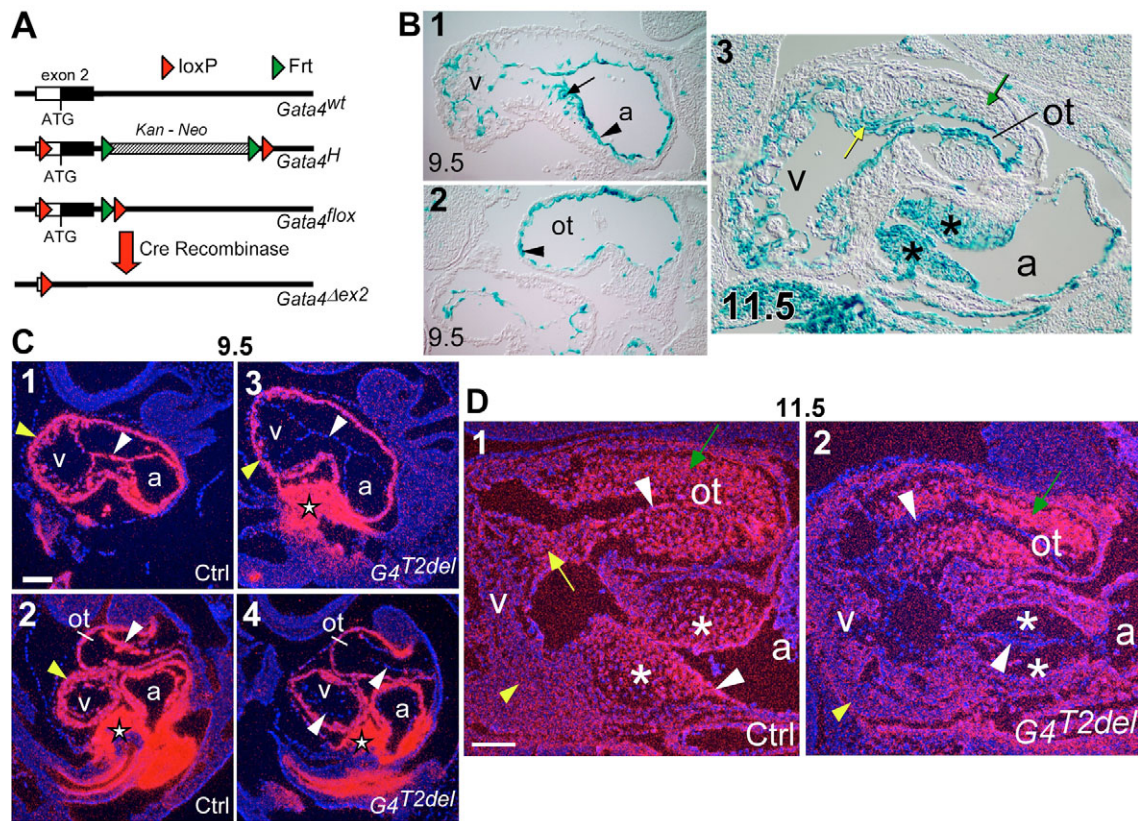 A
exon 2
loxP
Frt
ATG
Gata4wt
Kan - Neo
ATG
Gata4H
ATG
Gata4flox
Cre Recombinase
Gata4Δex2
B
1
v
a
9.5
2
ot
9.5
3
ot
v
*
*
a
11.5
C
9.5
1
v
a
Ctrl
3
v
a
G4T2del
2
ot
v
a
Ctrl
4
ot
v
a
G4T2del
D
11.5
1
ot
v
*
a
*
Ctrl
2
ot
v
*
a
*
G4T2del